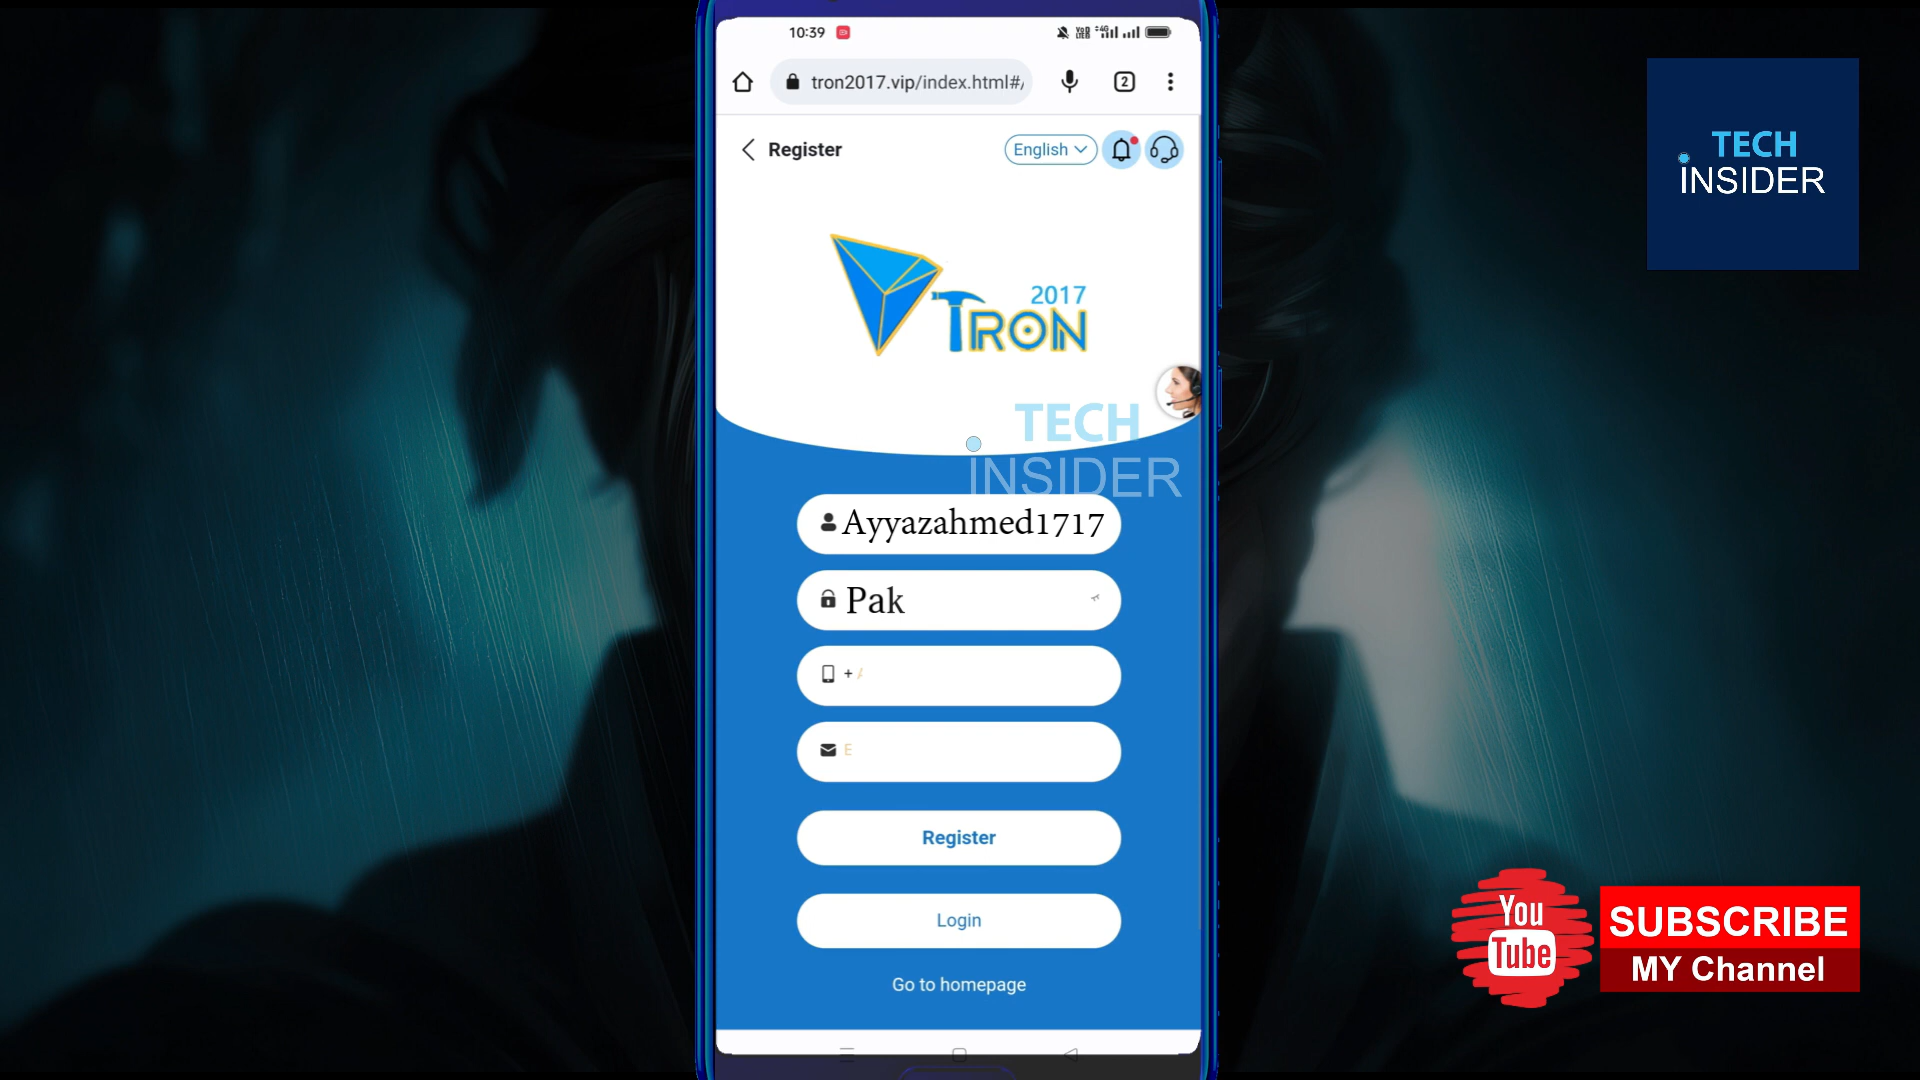 10:39
tron2017.vip/index.html#/
2
Register
English
2017
TRON
TECH
INSIDER
Ayyazahmed1717
Pak
+
E
Register
Login
Go to homepage
TECH
INSIDER
You
Tube
SUBSCRIBE
MY Channel